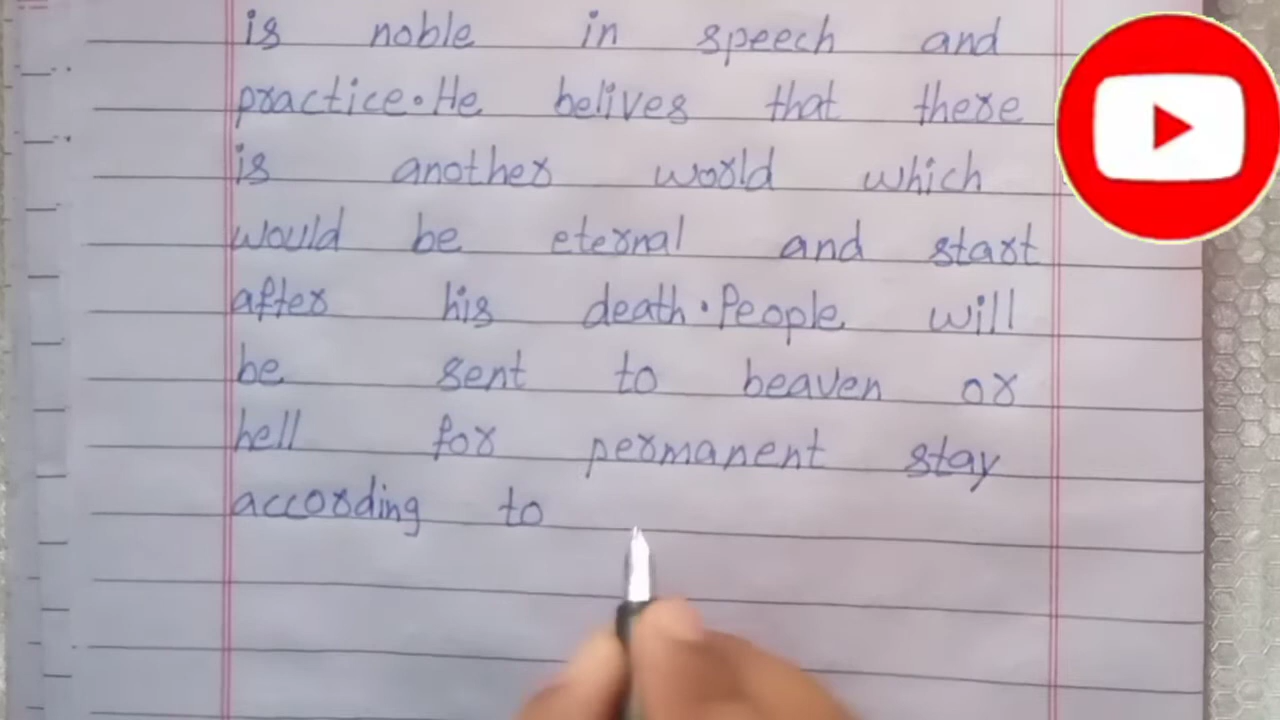 is noble in speech and
practice. He belives that there
is another world which
would be eternal and start
after his death. People will
be sent to beaven or
hell for permanent stay
according to